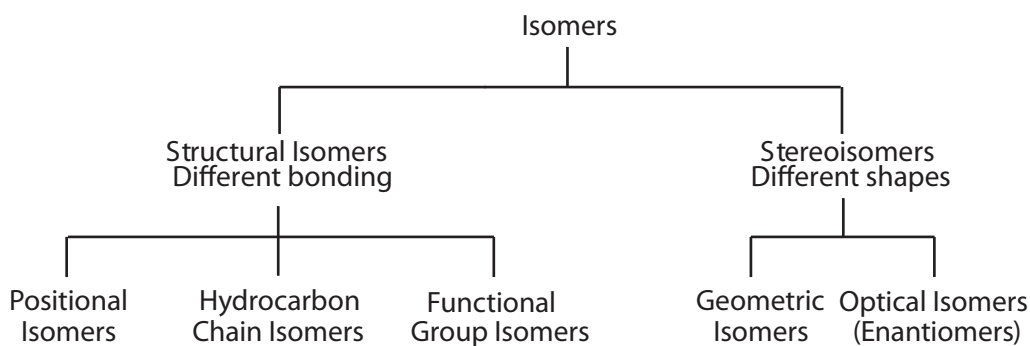 Isomers
Structural Isomers
Different bonding
Stereoisomers
Different shapes
Positional
Isomers
Hydrocarbon
Chain Isomers
Functional
Group Isomers
Geometric
Isomers
Optical Isomers
(Enantiomers)